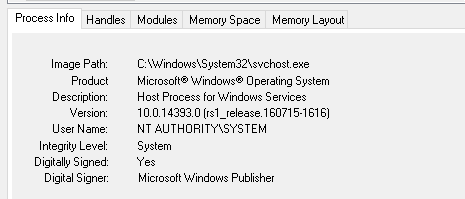 Process Info Handles Modules Memory Space Memory Layout
Image Path: C:\Windows\System32\svchost.exe
Product Microsoft® Windows® Operating System
Description: Host Process for Windows Services
Version: 10.0.14393.0 (rs1_release.160715-1616)
User Name: NT AUTHORITY\SYSTEM
Integrity Level: System
Digitally Signed: Yes
Digital Signer: Microsoft Windows Publisher